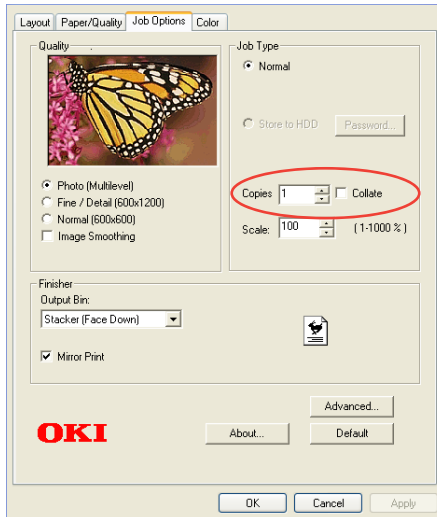 Layout Paper/Quality Job Options Color
Quality
Photo (Multilevel)
Fine / Detail (600x1200)
Normal (600x600)
Image Smoothing
Job Type
Normal
Store to HDD Password...
Copies 1 Collate
Scale: 100 (1-1000 %)
Finisher
Output Bin:
Stacker (Face Down)
Mirror Print
OKI
Advanced...
About... Default
OK Cancel Apply